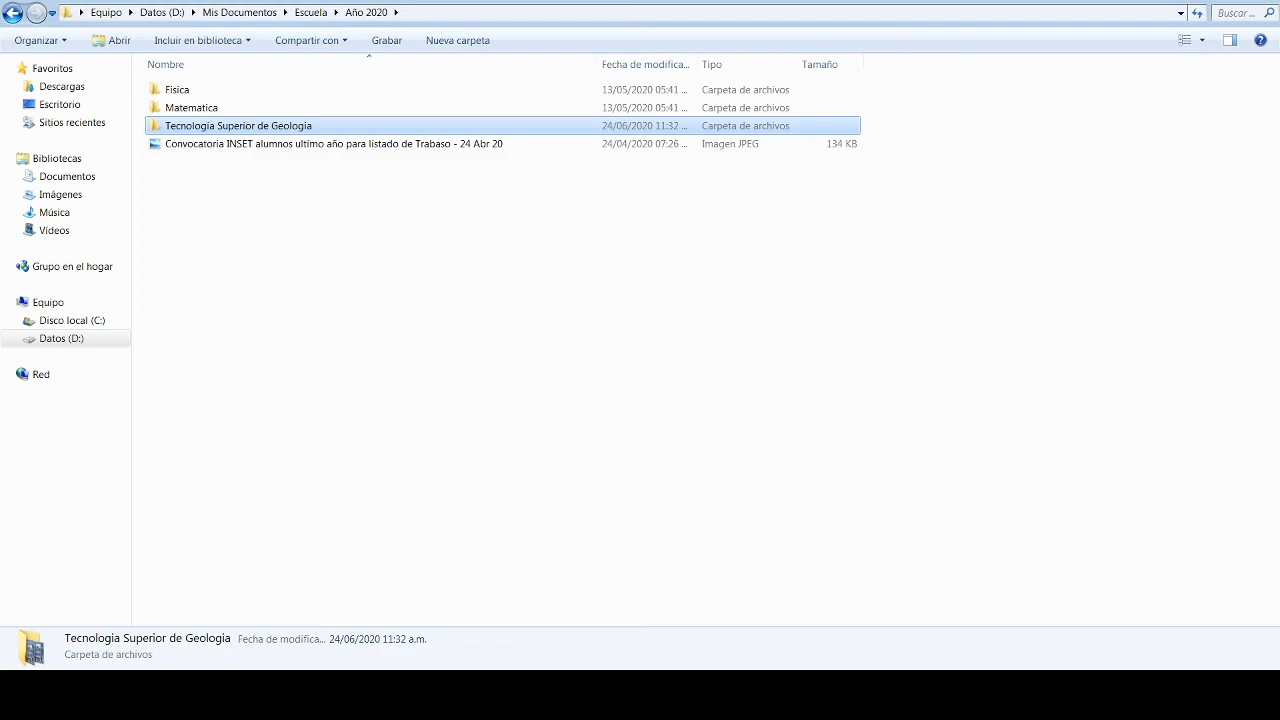 Equipo Datos (D:) Mis Documentos Escuela Año 2020 Buscar ...
Organizar Abrir Incluir en biblioteca Compartir con Grabar Nueva carpeta
Nombre Fecha de modifica... Tipo Tamaño
Favoritos
Descargas
Escritorio
Sitios recientes
Bibliotecas
Documentos
Imágenes
Música
Vídeos
Grupo en el hogar
Equipo
Disco local (C:)
Datos (D:)
Red
Fisica 13/05/2020 05:41 ... Carpeta de archivos
Matematica 13/05/2020 05:41 ... Carpeta de archivos
Tecnologia Superior de Geologia 24/06/2020 11:32 ... Carpeta de archivos
Convocatoria INSET alumnos ultimo año para listado de Trabaso - 24 Abr 20 24/04/2020 07:26 ... Imagen JPEG 134 KB
Tecnologia Superior de Geologia Fecha de modifica... 24/06/2020 11:32 a.m.
Carpeta de archivos